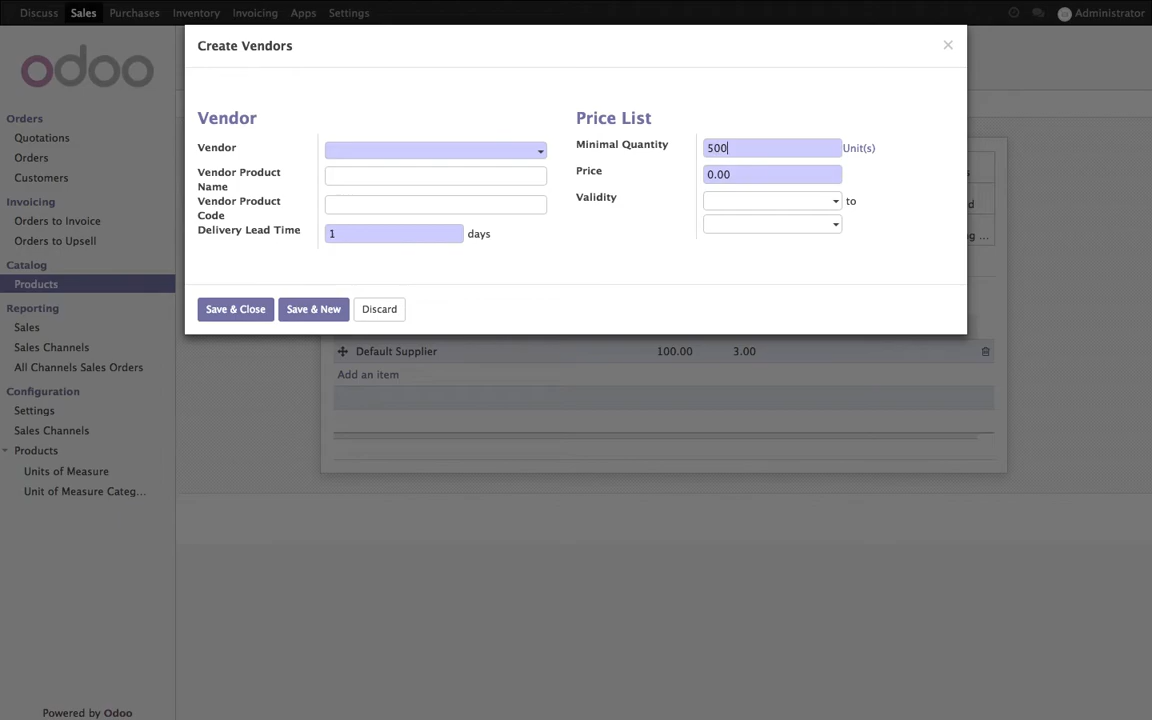 Discuss Sales Purchases Inventory Invoicing Apps Settings Administrator
odoo
Orders
Quotations
Orders
Customers
Invoicing
Orders to Invoice
Orders to Upsell
Catalog
Products
Reporting
Sales
Sales Channels
All Channels Sales Orders
Configuration
Settings
Sales Channels
Products
Units of Measure
Unit of Measure Categ...
Powered by Odoo
Create Vendors
×
Vendor
Vendor
Vendor Product
Name
Vendor Product
Code
Delivery Lead Time 1 days
Price List
Minimal Quantity 500 Unit(s)
Price 0.00
Validity to
Save & Close Save & New Discard
Default Supplier 100.00 3.00
Add an item